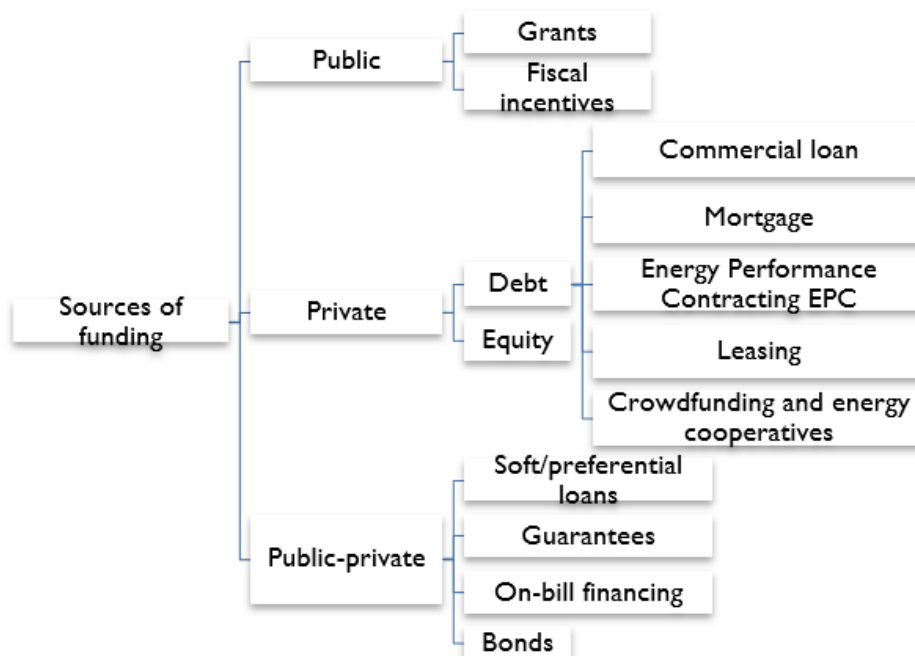 Sources of
funding
Public
Grants
Fiscal
incentives
Private
Debt
Commercial loan
Mortgage
Energy Performance
Contracting EPC
Leasing
Crowdfunding and energy
cooperatives
Equity
Public-private
Soft/preferential
loans
Guarantees
On-bill financing
Bonds